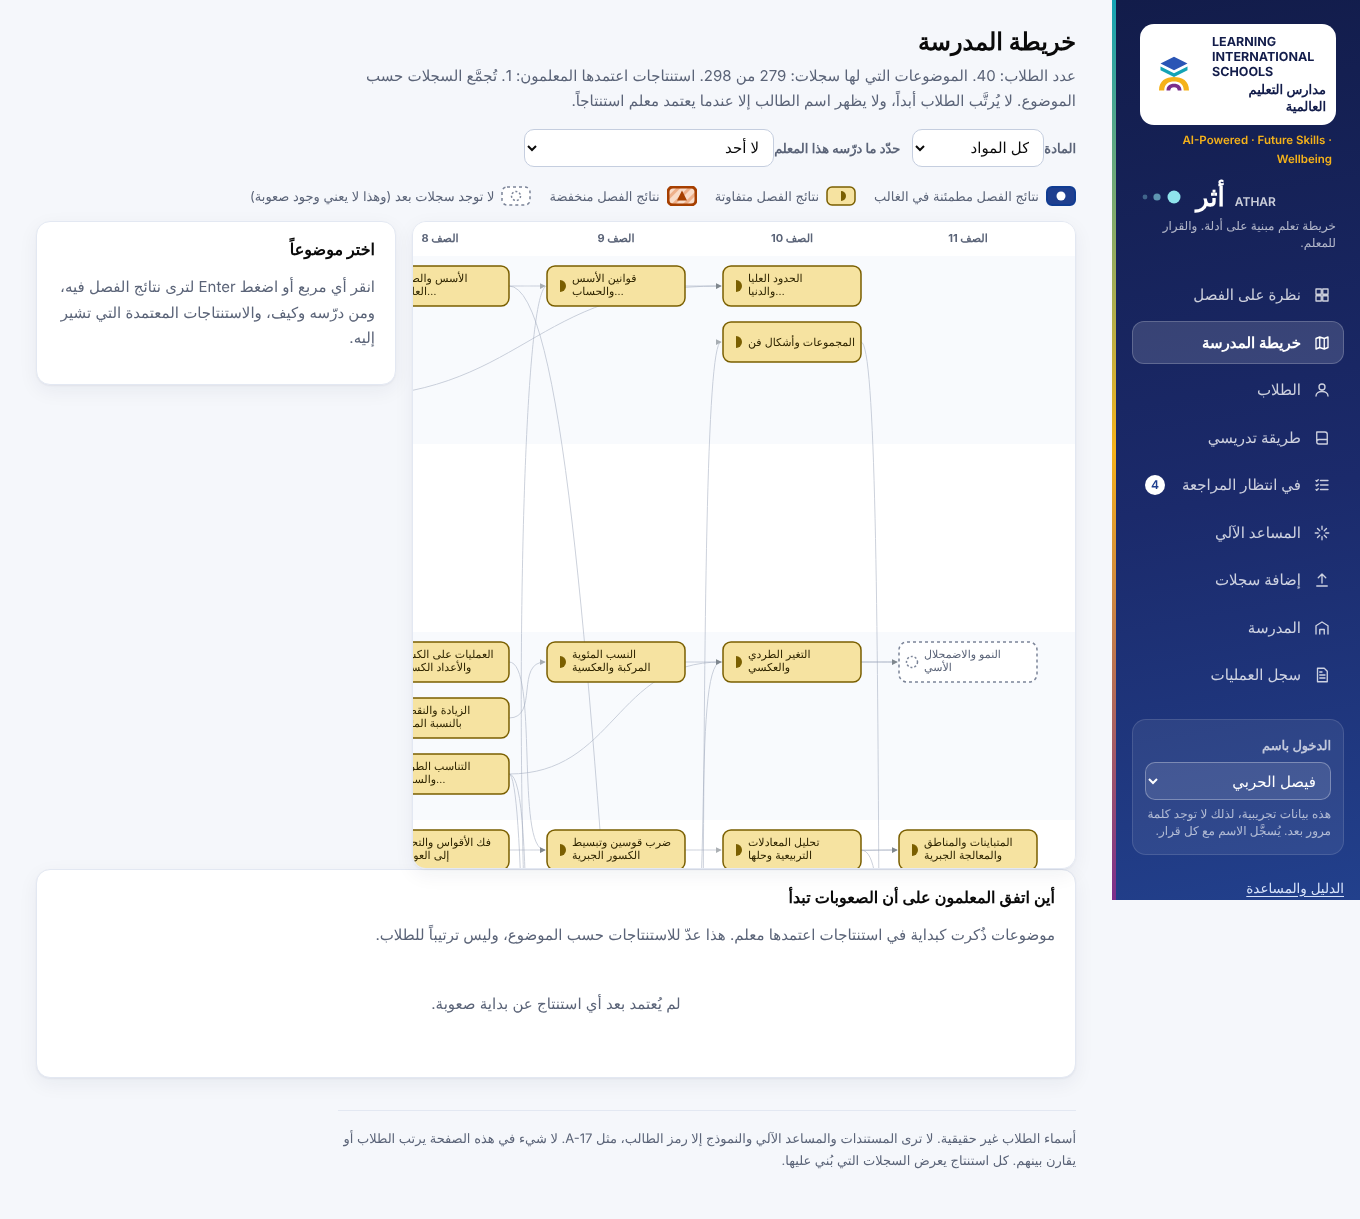 LEARNING
INTERNATIONAL
SCHOOLS
مدارس التعليم
العالمية
AI-Powered · Future Skills ·
Wellbeing
أثر ATHAR
خريطة تعلم مبنية على أدلة. والقرار
للمعلم.
نظرة على الفصل
خريطة المدرسة
الطلاب
طريقة تدريسي
في انتظار المراجعة 4
المساعد الآلي
إضافة سجلات
المدرسة
سجل العمليات
الدخول باسم
فيصل الحربي
هذه بيانات تجريبية، لذلك لا توجد كلمة
مرور بعد. يُسجَّل الاسم مع كل قرار.
الدليل والمساعدة
خريطة المدرسة
عدد الطلاب: 40. الموضوعات التي لها سجلات: 279 من 298. استنتاجات اعتمدها المعلمون: 1. تُجمَّع السجلات حسب
الموضوع. لا يُرتَّب الطلاب أبداً، ولا يظهر اسم الطالب إلا عندما يعتمد معلم استنتاجاً.
المادة كل المواد حدّد ما درّسه هذا المعلم لا أحد
نتائج الفصل مطمئنة في الغالب نتائج الفصل متفاوتة نتائج الفصل منخفضة لا توجد سجلات بعد (وهذا لا يعني وجود صعوبة)
الصف 8 الصف 9 الصف 10 الصف 11
الأسس
قوانين الأسس
والحساب...
الحدود العليا
والدنيا...
المجموعات وأشكال فن
العمليات على
والأعداد
النسب المئوية
المركبة والعكسية
التغير الطردي
والعكسي
النمو والاضمحلال
الأسي
الزيادة
بالنسبة
التناسب
فك الأقواس
إلى
ضرب قوسين وتبسيط
الكسور الجبرية
تحليل المعادلات
التربيعية وحلها
المتباينات والمناطق
والمعالجة الجبرية
اختر موضوعاً
انقر أي مربع أو اضغط Enter لترى نتائج الفصل فيه،
ومن درّسه وكيف، والاستنتاجات المعتمدة التي تشير
إليه.
أين اتفق المعلمون على أن الصعوبات تبدأ
موضوعات ذُكرت كبداية في استنتاجات اعتمدها معلم. هذا عدّ للاستنتاجات حسب الموضوع، وليس ترتيباً للطلاب.
لم يُعتمد بعد أي استنتاج عن بداية صعوبة.
أسماء الطلاب غير حقيقية. لا ترى المستندات والمساعد الآلي والنموذج إلا رمز الطالب، مثل A-17. لا شيء في هذه الصفحة يرتب الطلاب أو
يقارن بينهم. كل استنتاج يعرض السجلات التي بُني عليها.